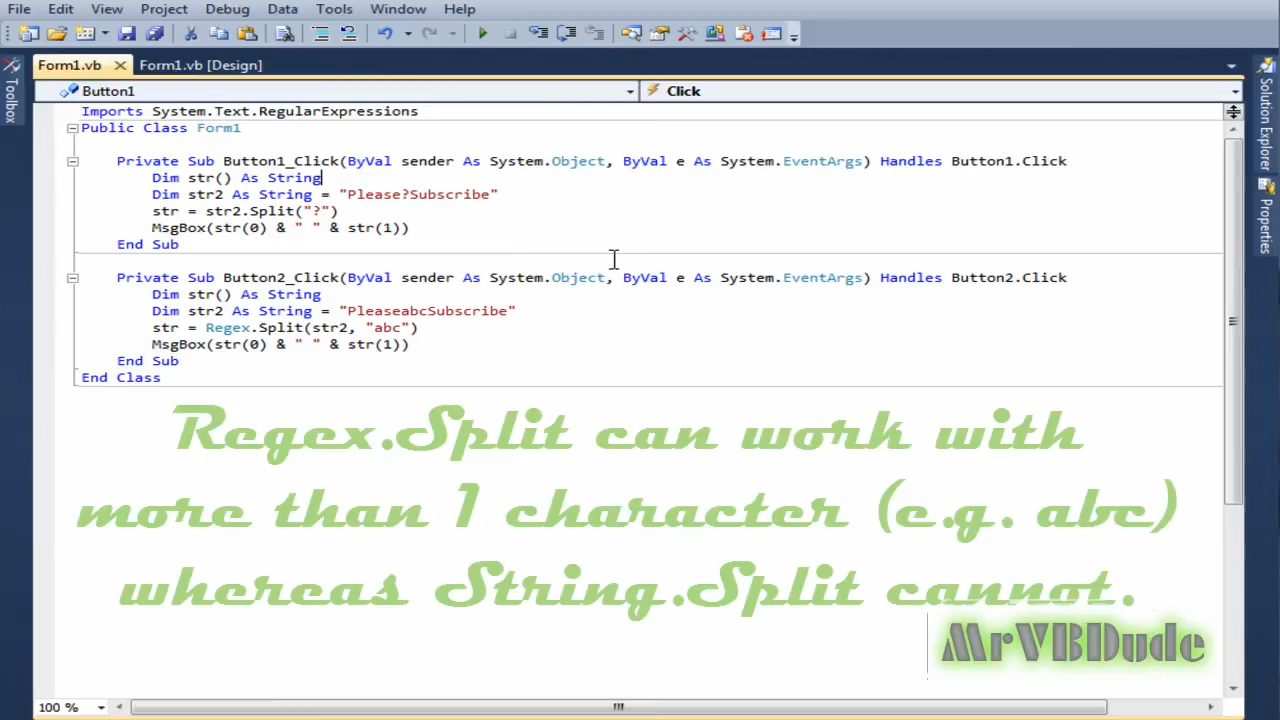 File Edit View Project Debug Data Tools Window Help
Form1.vb Form1.vb [Design]
Toolbox
Button1 Click
Solution Explorer
Properties
Imports System.Text.RegularExpressions
Public Class Form1
Private Sub Button1_Click(ByVal sender As System.Object, ByVal e As System.EventArgs) Handles Button1.Click
Dim str() As String
Dim str2 As String = "Please?Subscribe"
str = str2.Split("?")
MsgBox(str(0) & " " & str(1))
End Sub
Private Sub Button2_Click(ByVal sender As System.Object, ByVal e As System.EventArgs) Handles Button2.Click
Dim str() As String
Dim str2 As String = "PleaseabcSubscribe"
str = Regex.Split(str2, "abc")
MsgBox(str(0) & " " & str(1))
End Sub
End Class
Regex.Split can work with
more than 1 character (e.g. abc)
whereas String.Split cannot.
MrVBDude
100 %